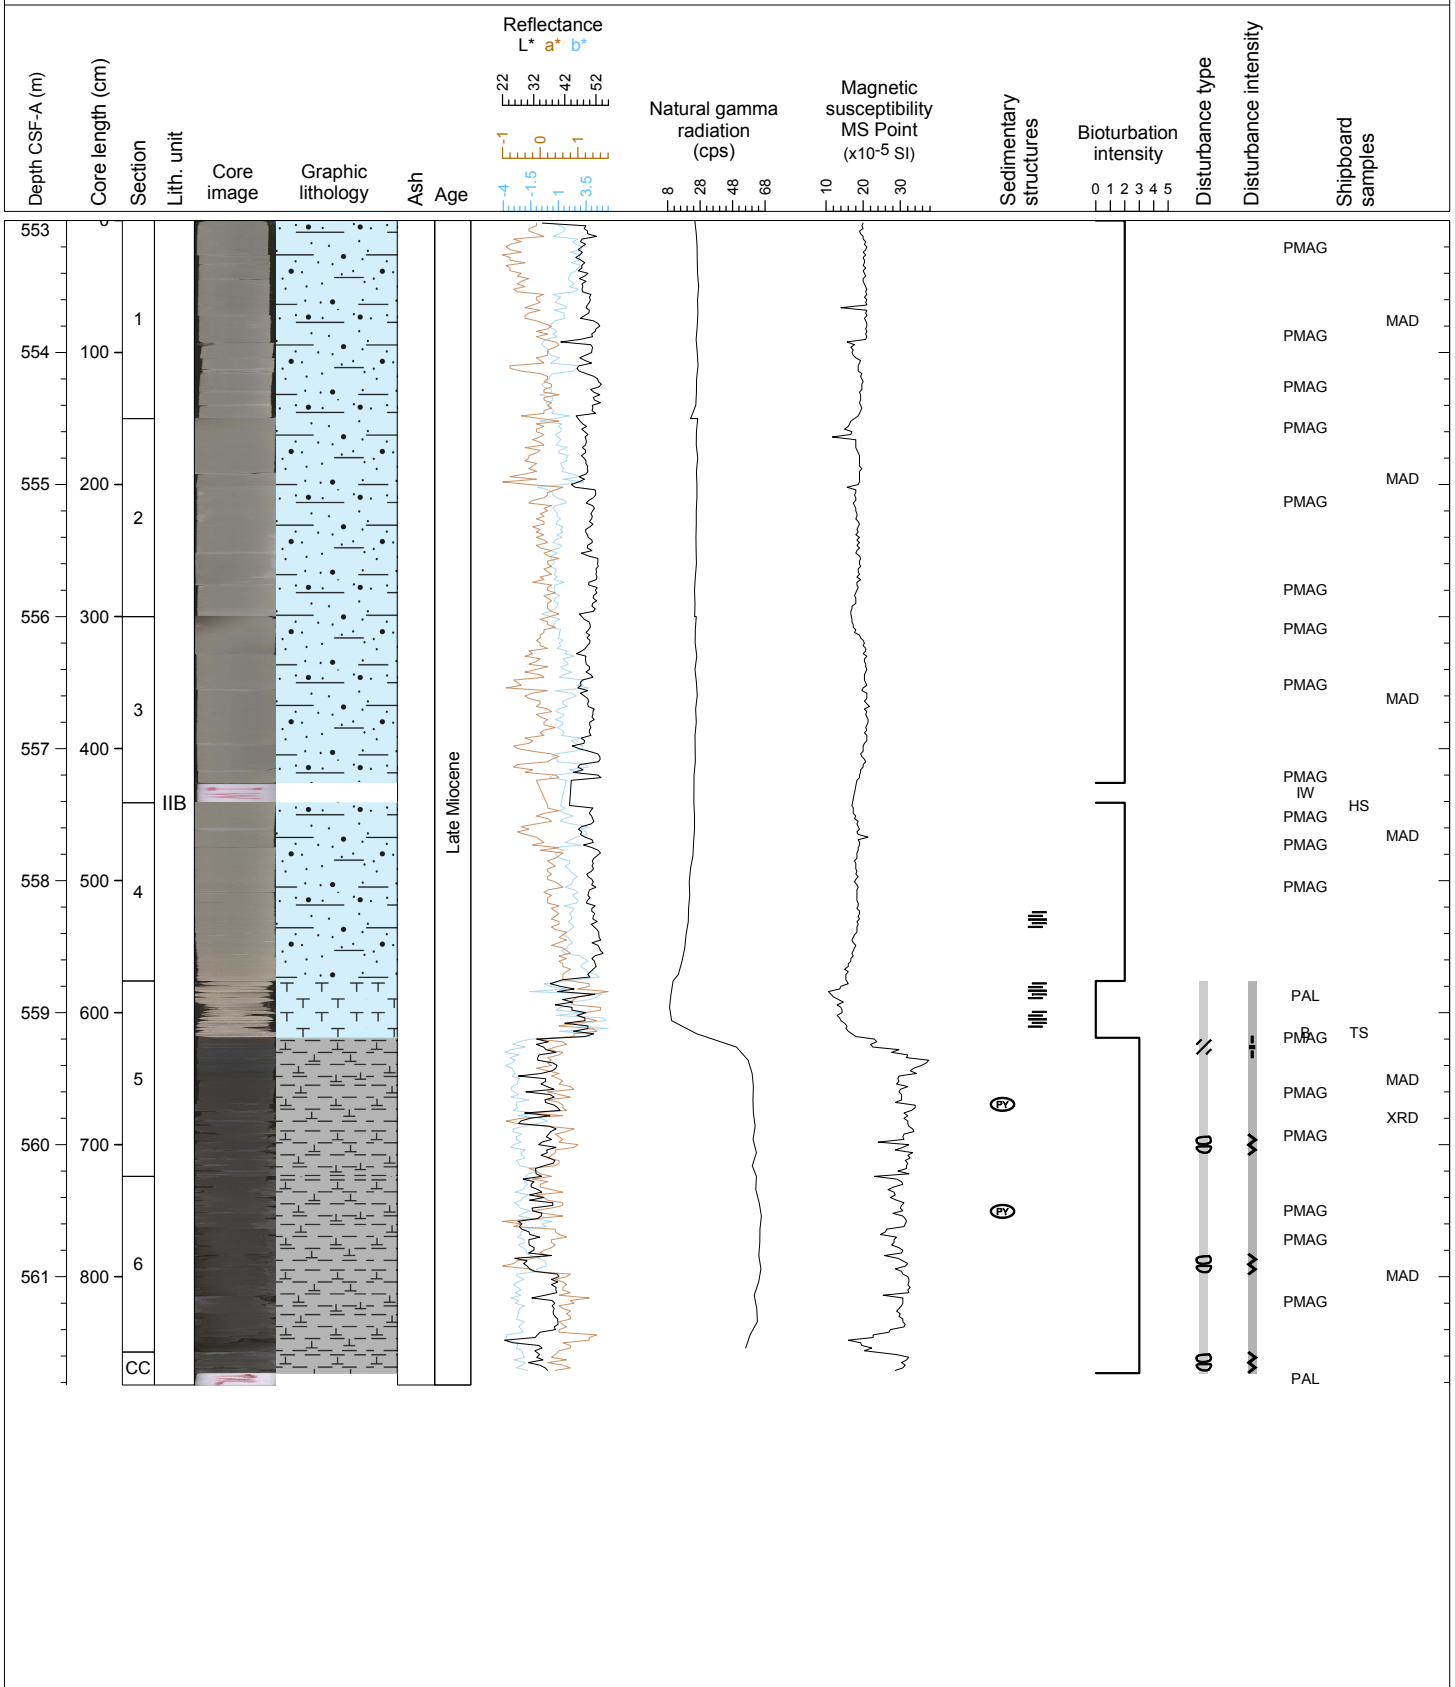 Reflectance
L* a* b*
22 32 42 52
-1 0 1
-4 -1.5 1 3.5
Depth CSF-A (m)
Core length (cm)
Section
Lith. unit
Core
image
Graphic
lithology
Ash
Age
Natural gamma
radiation
(cps)
8 28 48 68
Magnetic
susceptibility
MS Point
(x10-5 SI)
10 20 30
Sedimentary
structures
Bioturbation
intensity
0 1 2 3 4 5
Disturbance type
Disturbance intensity
Shipboard
samples
553
0
PMAG
1
MAD
PMAG
554
100
PMAG
PMAG
555
200
MAD
PMAG
2
PMAG
556
300
PMAG
PMAG
MAD
3
557
400
PMAG
IW
IIB
Late Miocene
HS
PMAG
MAD
PMAG
558
500
PMAG
4
PAL
559
600
PMAG
B
TS
5
MAD
PMAG
PY
XRD
PMAG
560
700
PY
PMAG
PMAG
6
561
800
MAD
PMAG
CC
PAL